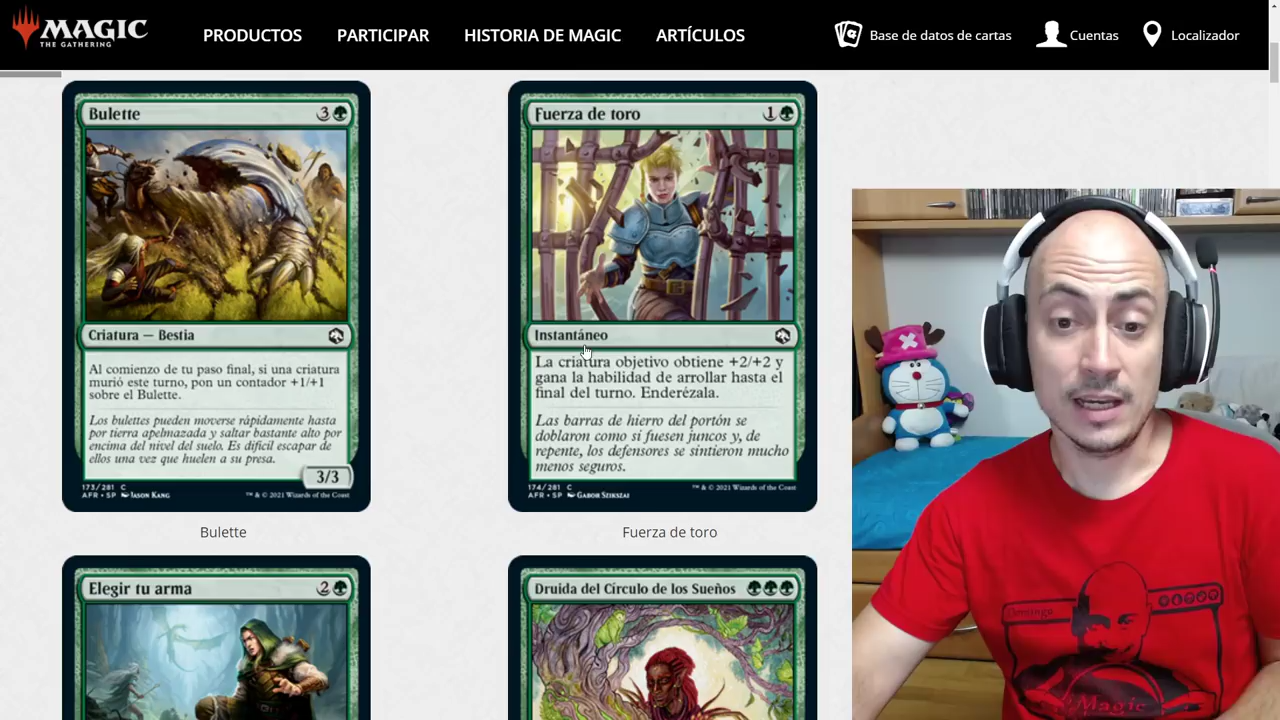 MAGIC
THE GATHERING
PRODUCTOS
PARTICIPAR
HISTORIA DE MAGIC
ARTÍCULOS
Base de datos de cartas
Cuentas
Localizador
Bulette
3
Criatura — Bestia
Al comienzo de tu paso final, si una criatura
murió este turno, pon un contador +1/+1
sobre el Bulette.
Los bulettes pueden moverse rápidamente hasta
por tierra apelmazada y saltar bastante alto por
encima del nivel del suelo. Es difícil escapar de
ellos una vez que huelen a su presa.
3/3
173/281 C
AFR • SP JASON KANG
™ & © 2021 Wizards of the Coast
Bulette
Fuerza de toro
1
Instantáneo
La criatura objetivo obtiene +2/+2 y
gana la habilidad de arrollar hasta el
final del turno. Enderézala.
Las barras de hierro del portón se
doblaron como si fuesen juncos y, de
repente, los defensores se sintieron mucho
menos seguros.
174/281 C
AFR • SP GABOR SZIKSZAI
™ & © 2021 Wizards of the Coast
Fuerza de toro
Elegir tu arma
2
Druida del Círculo de los Sueños
Domingo
Magic